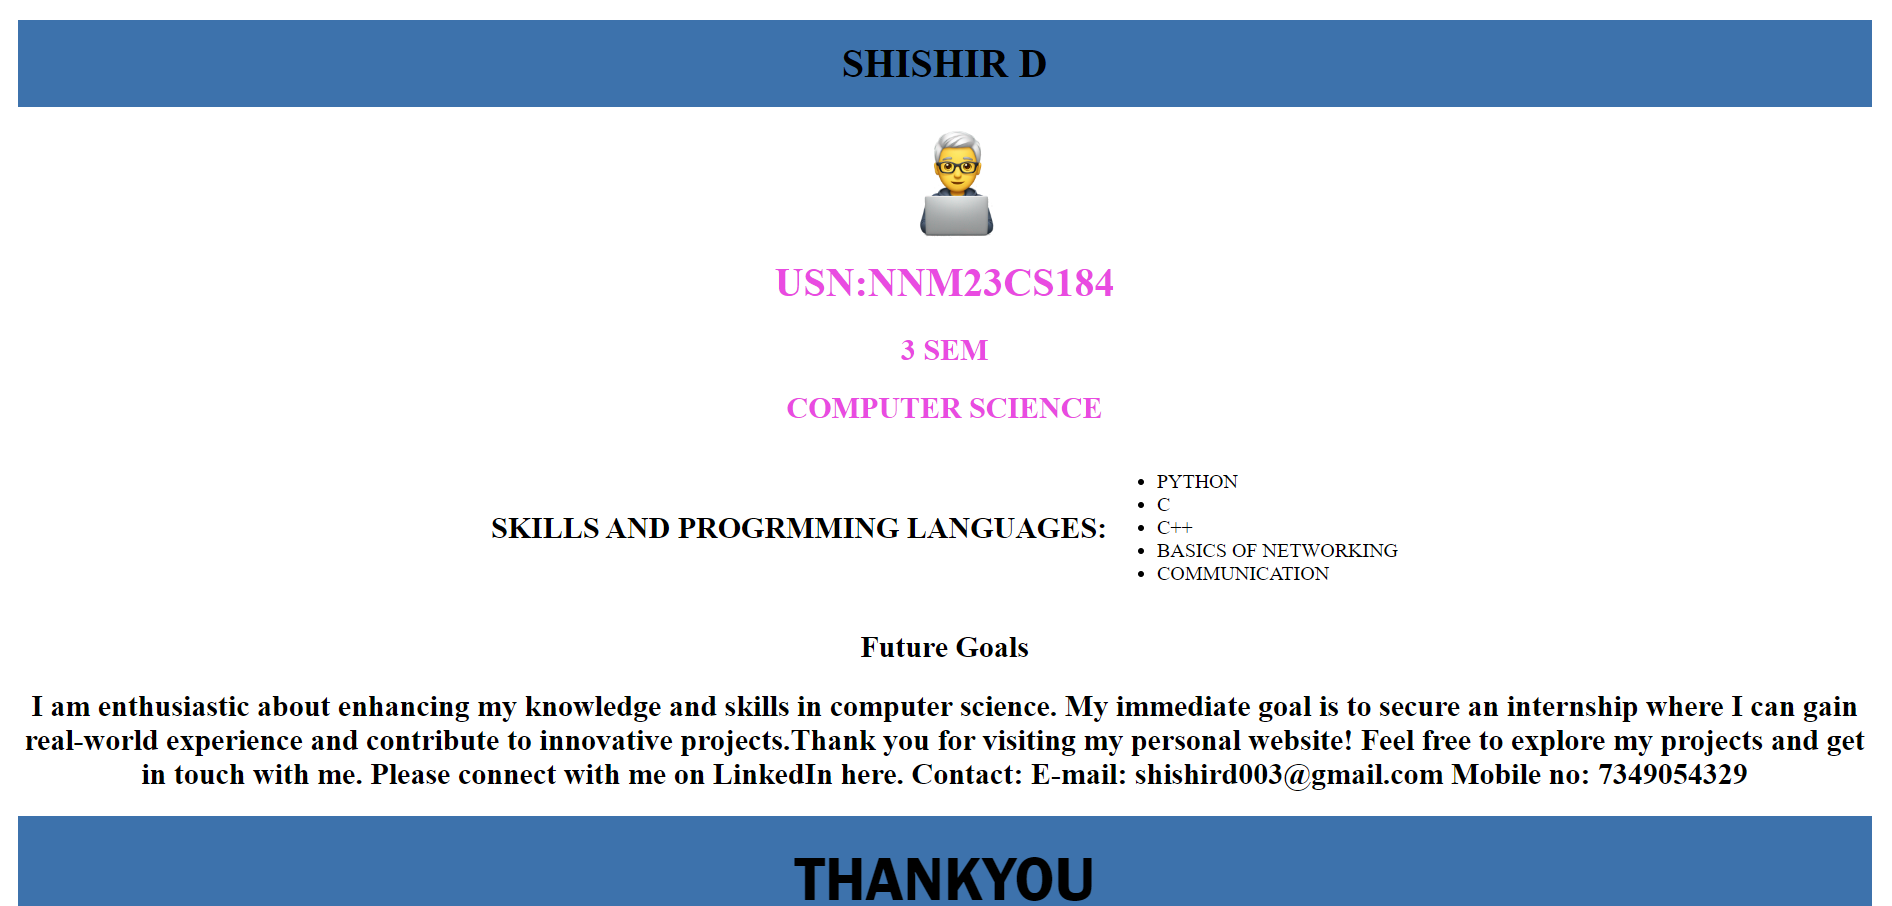 SHISHIR D
USN:NNM23CS184
3 SEM
COMPUTER SCIENCE
SKILLS AND PROGRMMING LANGUAGES:
PYTHON
C
C++
BASICS OF NETWORKING
COMMUNICATION
Future Goals
I am enthusiastic about enhancing my knowledge and skills in computer science. My immediate goal is to secure an internship where I can gain
real-world experience and contribute to innovative projects.Thank you for visiting my personal website! Feel free to explore my projects and get
in touch with me. Please connect with me on LinkedIn here. Contact: E-mail: shishird003@gmail.com Mobile no: 7349054329
THANKYOU